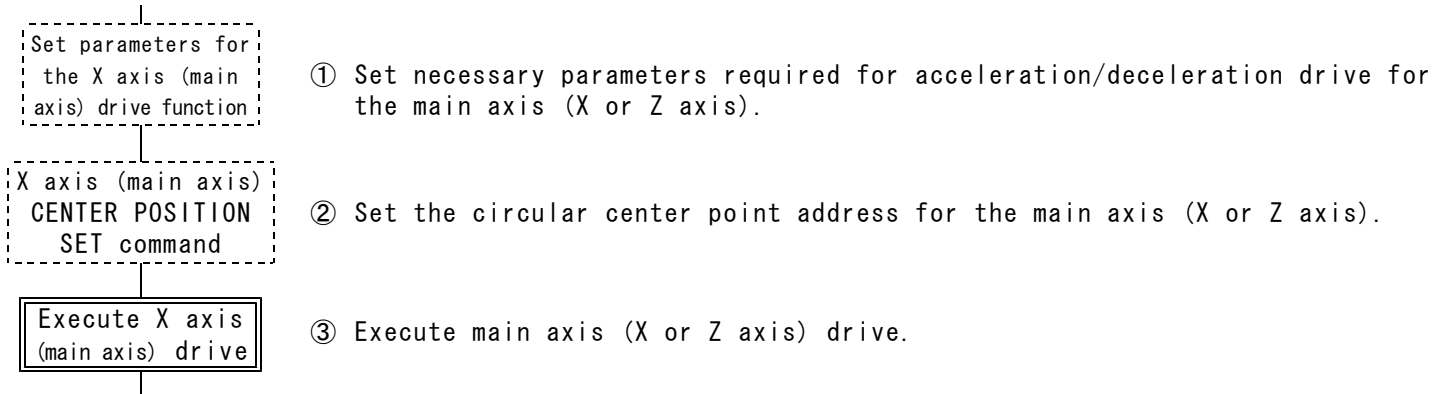 Set parameters for
the X axis (main
axis) drive function
① Set necessary parameters required for acceleration/deceleration drive for
the main axis (X or Z axis).
X axis (main axis)
CENTER POSITION
SET command
② Set the circular center point address for the main axis (X or Z axis).
Execute X axis
(main axis) drive
③ Execute main axis (X or Z axis) drive.